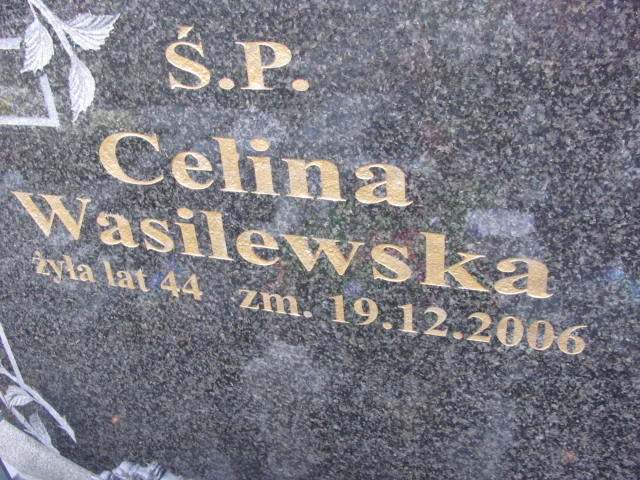 Ś.P.
Celina
Wasilewska
żyła lat 44 zm. 19.12.2006